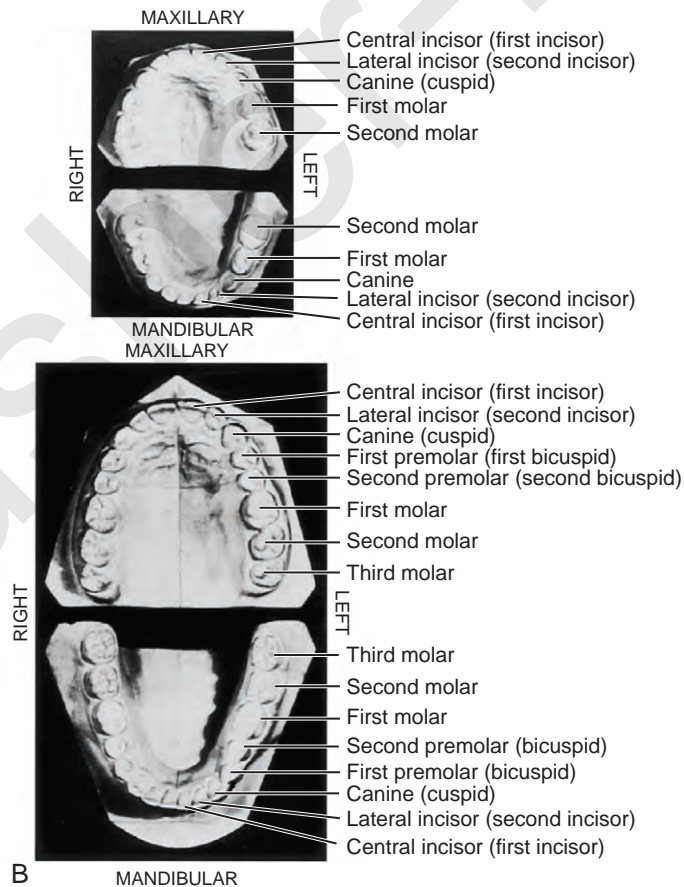 MAXILLARY
Central incisor (first incisor)
Lateral incisor (second incisor)
Canine (cuspid)
First molar
Second molar
RIGHT
LEFT
Second molar
First molar
Canine
Lateral incisor (second incisor)
Central incisor (first incisor)
MANDIBULAR
MAXILLARY
Central incisor (first incisor)
Lateral incisor (second incisor)
Canine (cuspid)
First premolar (first bicuspid)
Second premolar (second bicuspid)
First molar
Second molar
Third molar
RIGHT
LEFT
Third molar
Second molar
First molar
Second premolar (bicuspid)
First premolar (bicuspid)
Canine (cuspid)
Lateral incisor (second incisor)
Central incisor (first incisor)
B
MANDIBULAR